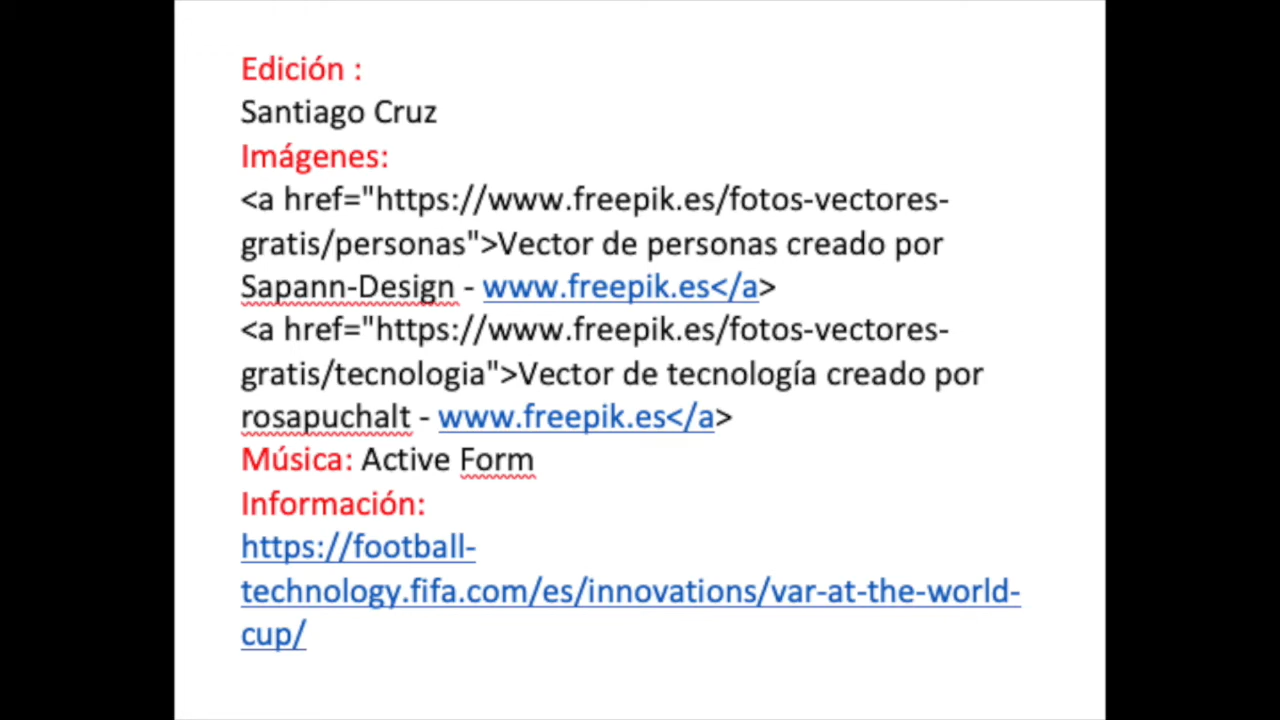 Edición :
Santiago Cruz
Imágenes:
<a href="https://www.freepik.es/fotos-vectores-
gratis/personas">Vector de personas creado por
Sapann-Design - www.freepik.es</a>
<a href="https://www.freepik.es/fotos-vectores-
gratis/tecnologia">Vector de tecnología creado por
rosapuchalt - www.freepik.es</a>
Música: Active Form
Información:
https://football-
technology.fifa.com/es/innovations/var-at-the-world-
cup/